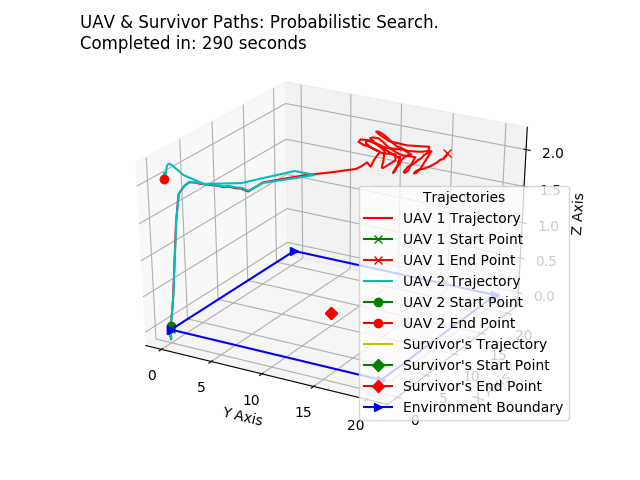 UAV & Survivor Paths: Probabilistic Search.
Completed in: 290 seconds
2.0
1.5
1.0
0.5
0.0
Z Axis
Trajectories
UAV 1 Trajectory
UAV 1 Start Point
UAV 1 End Point
UAV 2 Trajectory
UAV 2 Start Point
UAV 2 End Point
Survivor's Trajectory
Survivor's Start Point
Survivor's End Point
Environment Boundary
0
5
10
15
20
Y Axis
0
5
10
15
20
X Axis